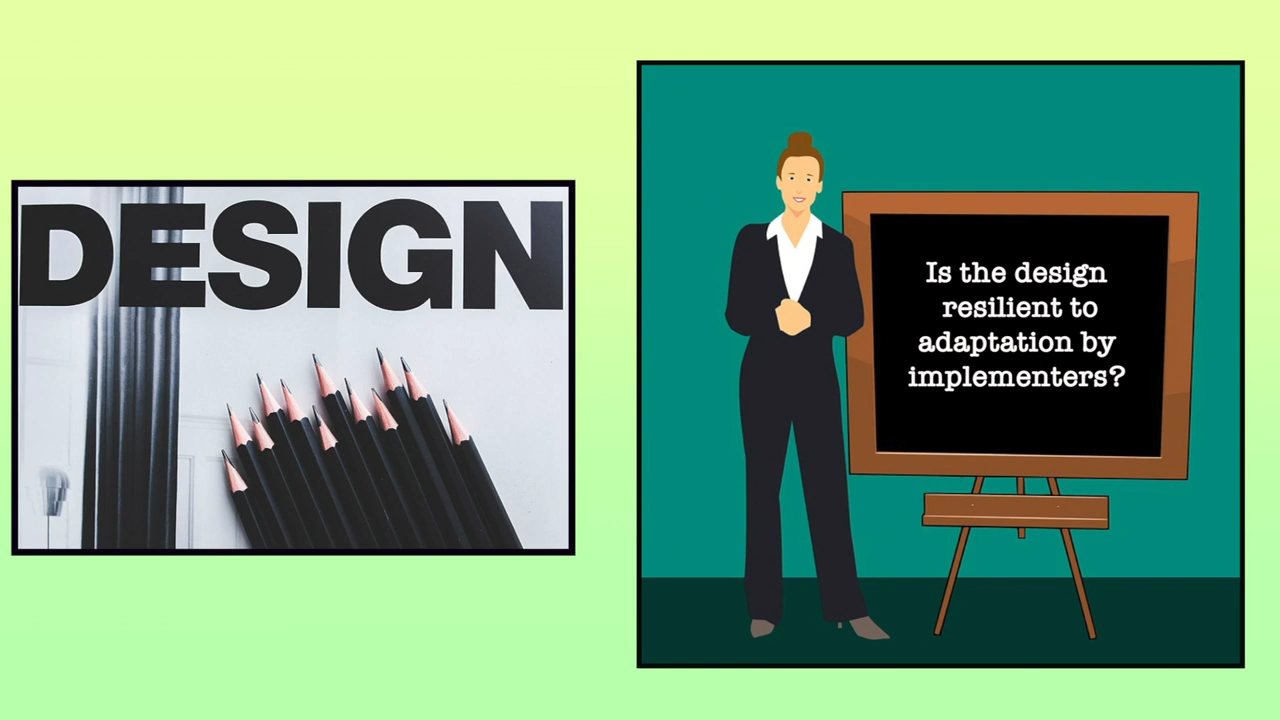 DESIGN
Is the design
resilient to
adaptation by
implementers?